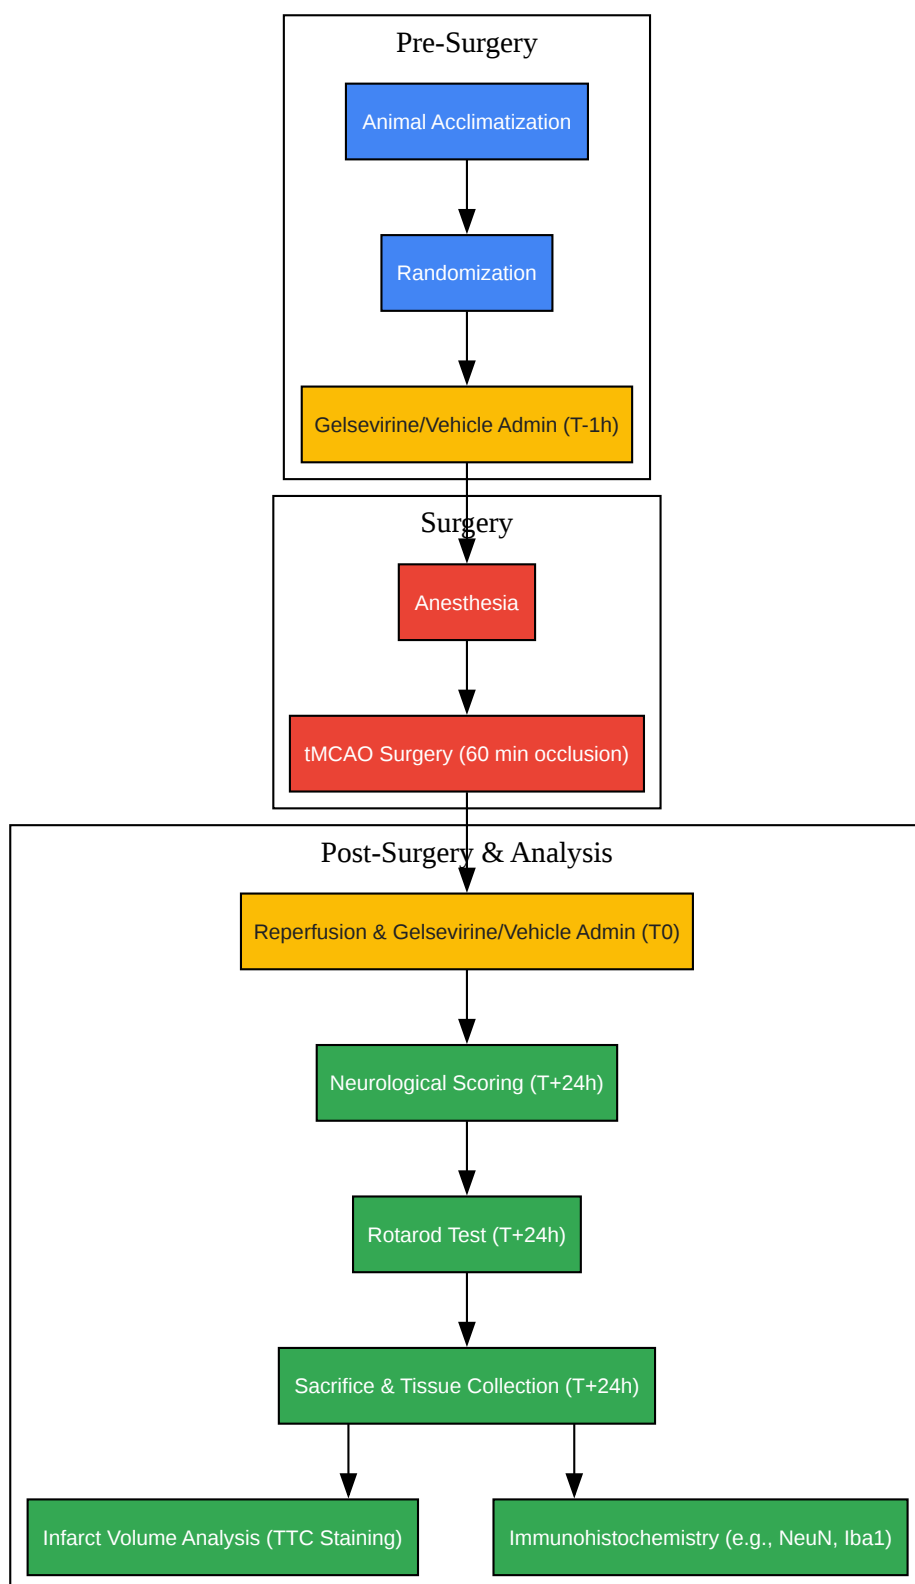 Pre-Surgery
Animal Acclimatization
Randomization
Gelsevirine/Vehicle Admin (T-1h)
Surgery
Anesthesia
tMCAO Surgery (60 min occlusion)
Post-Surgery & Analysis
Reperfusion & Gelsevirine/Vehicle Admin (T0)
Neurological Scoring (T+24h)
Rotarod Test (T+24h)
Sacrifice & Tissue Collection (T+24h)
Infarct Volume Analysis (TTC Staining)
Immunohistochemistry (e.g., NeuN, Iba1)